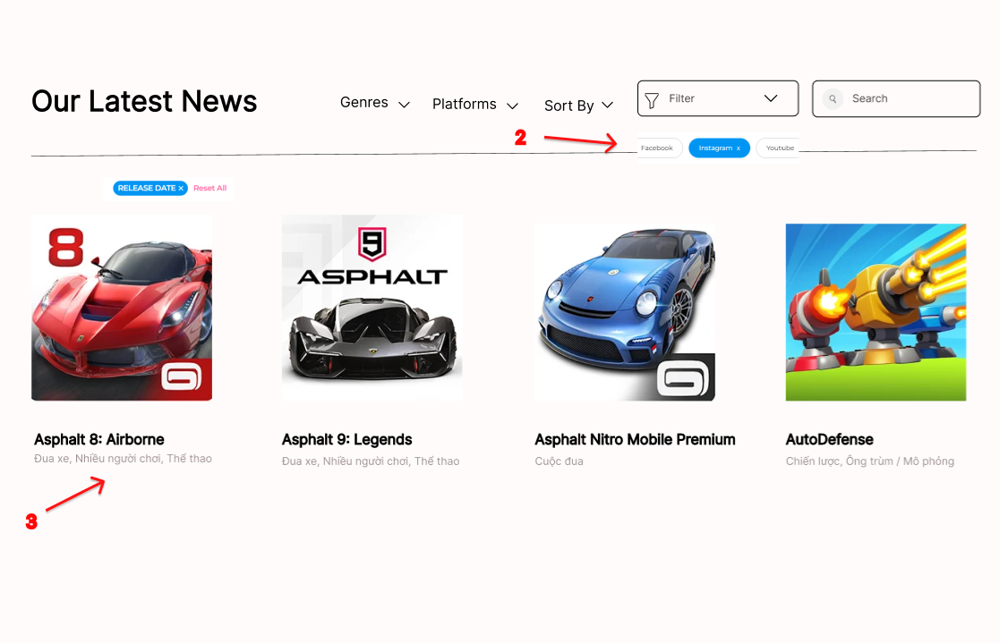 Our Latest News
Genres
Platforms
Sort By
Filter
Search
2
Facebook
Instagram x
Youtube
RELEASE DATE ×
Reset All
8
9
ASPHALT
Asphalt 8: Airborne
Đua xe, Nhiều người chơi, Thể thao
Asphalt 9: Legends
Đua xe, Nhiều người chơi, Thể thao
Asphalt Nitro Mobile Premium
Cuộc đua
AutoDefense
Chiến lược, Ông trùm / Mô phỏng
3